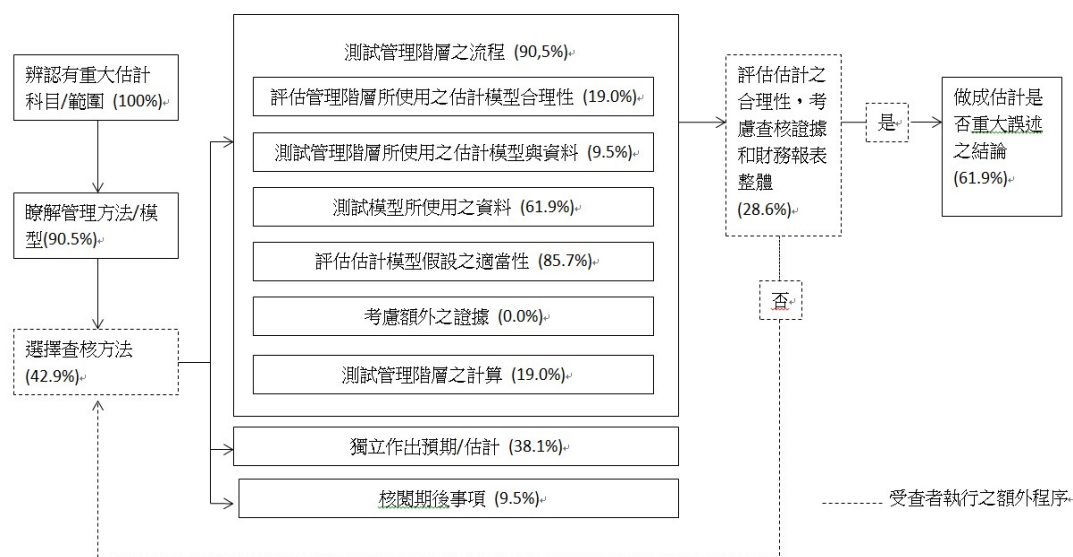 辨認有重大估計
科目/範圍 (100%)
瞭解管理方法/模
型(90.5%)
選擇查核方法
(42.9%)
測試管理階層之流程 (90,5%)
評估管理階層所使用之估計模型合理性 (19.0%)
測試管理階層所使用之估計模型與資料 (9.5%)
測試模型所使用之資料 (61.9%)
評估估計模型假設之適當性 (85.7%)
考慮額外之證據 (0.0%)
測試管理階層之計算 (19.0%)
獨立作出預期/估計 (38.1%)
核閱期後事項 (9.5%)
評估估計之
合理性，考
慮查核證據
和財務報表
整體
(28.6%)
是
否
做成估計是
否重大誤述
之結論
(61.9%)
受查者執行之額外程序